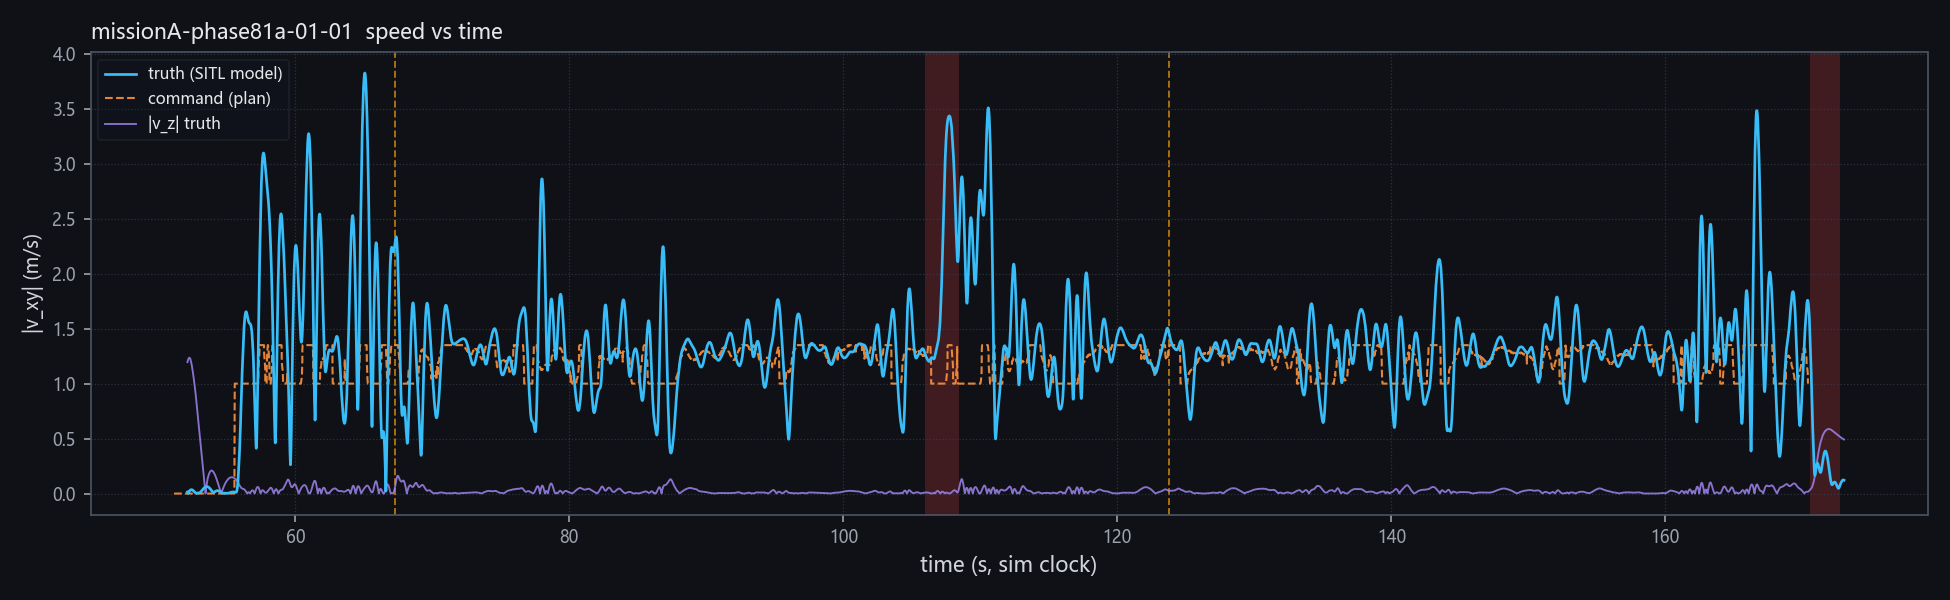 missionA-phase81a-01-01  speed vs time
truth (SITL model)
command (plan)
|v_z| truth
|v_xy| (m/s)
4.0
3.5
3.0
2.5
2.0
1.5
1.0
0.5
0.0
60
80
100
120
140
160
time (s, sim clock)